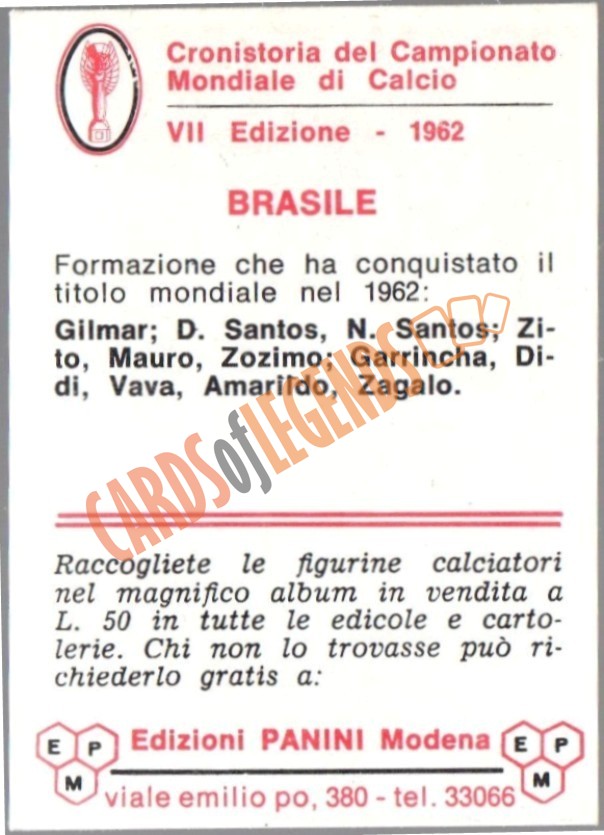 Cronistoria del Campionato
Mondiale di Calcio
VII Edizione - 1962
BRASILE
Formazione che ha conquistato il
titolo mondiale nel 1962:
Gilmar; D. Santos, N. Santos; Zi-
to, Mauro, Zozimo; Garrincha, Di-
di, Vava, Amarildo, Zagalo.
CARDS of LEGENDS
Raccogliete le figurine calciatori
nel magnifico album in vendita a
L. 50 in tutte le edicole e carto-
lerie. Chi non lo trovasse può ri-
chiederlo gratis a:
E P M Edizioni PANINI Modena E P M
viale emilio po, 380 - tel. 33066